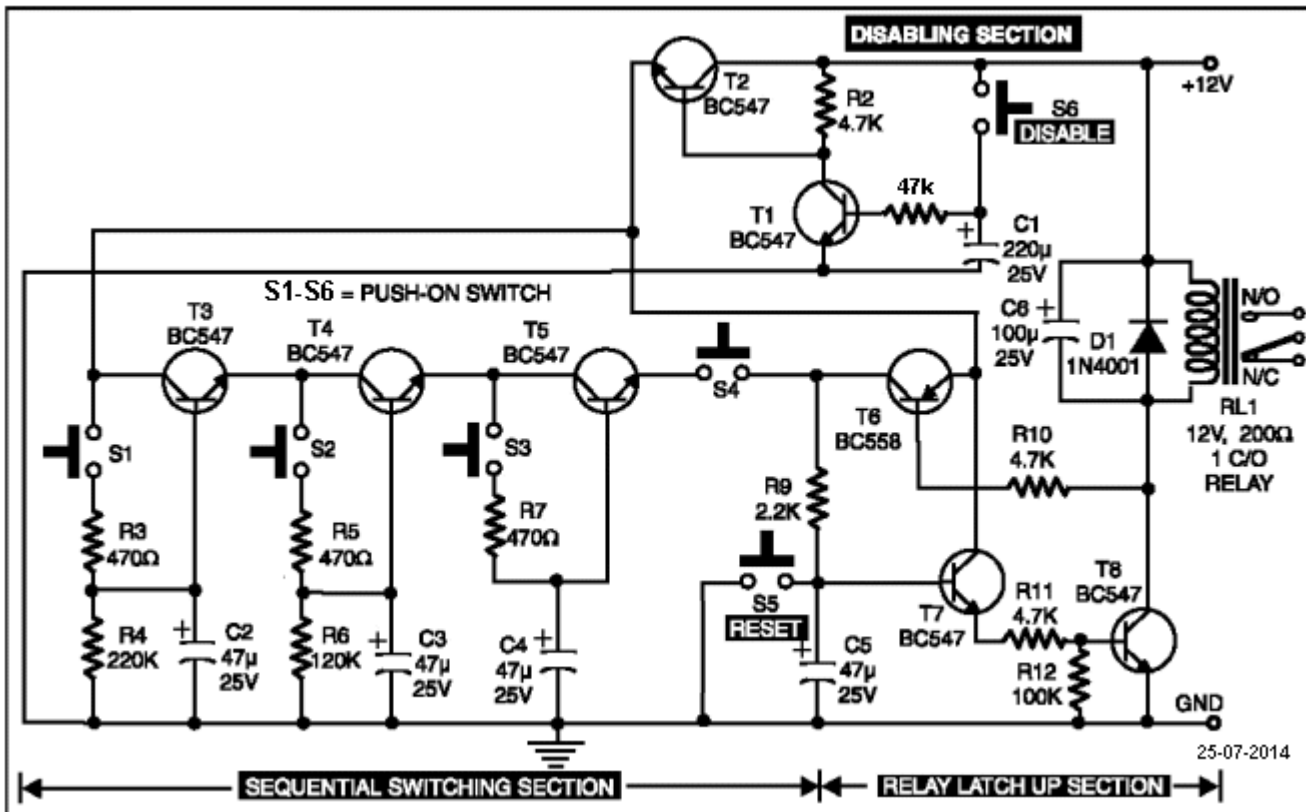 DISABLING SECTION
T2
BC547
R2
4.7K
S6
DISABLE
+12V
47k
T1
BC547
+
C1
220µ
25V
S1-S6 = PUSH-ON SWITCH
T3
BC547
T4
BC547
T5
BC547
S4
T6
BC558
C6 +
100µ
25V
D1
1N4001
N/O
N/C
RL1
12V, 200Ω
1 C/O
RELAY
S1
S2
S3
R3
470Ω
R5
470Ω
R7
470Ω
R9
2.2K
R10
4.7K
R4
220K
+
C2
47µ
25V
R6
120K
+
C3
47µ
25V
C4 +
47µ
25V
S5
RESET
+
C5
47µ
25V
T7
BC547
R11
4.7K
R12
100K
T8
BC547
GND
25-07-2014
SEQUENTIAL SWITCHING SECTION
RELAY LATCH UP SECTION